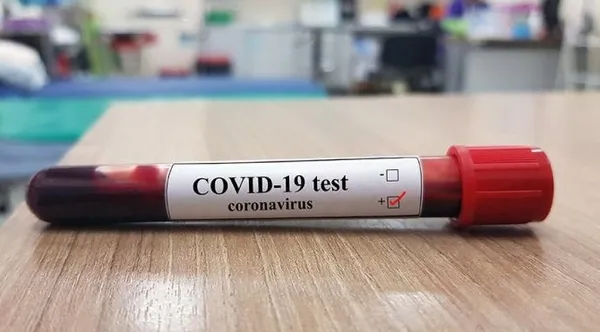 COVID-19 test
coronavirus
-
+